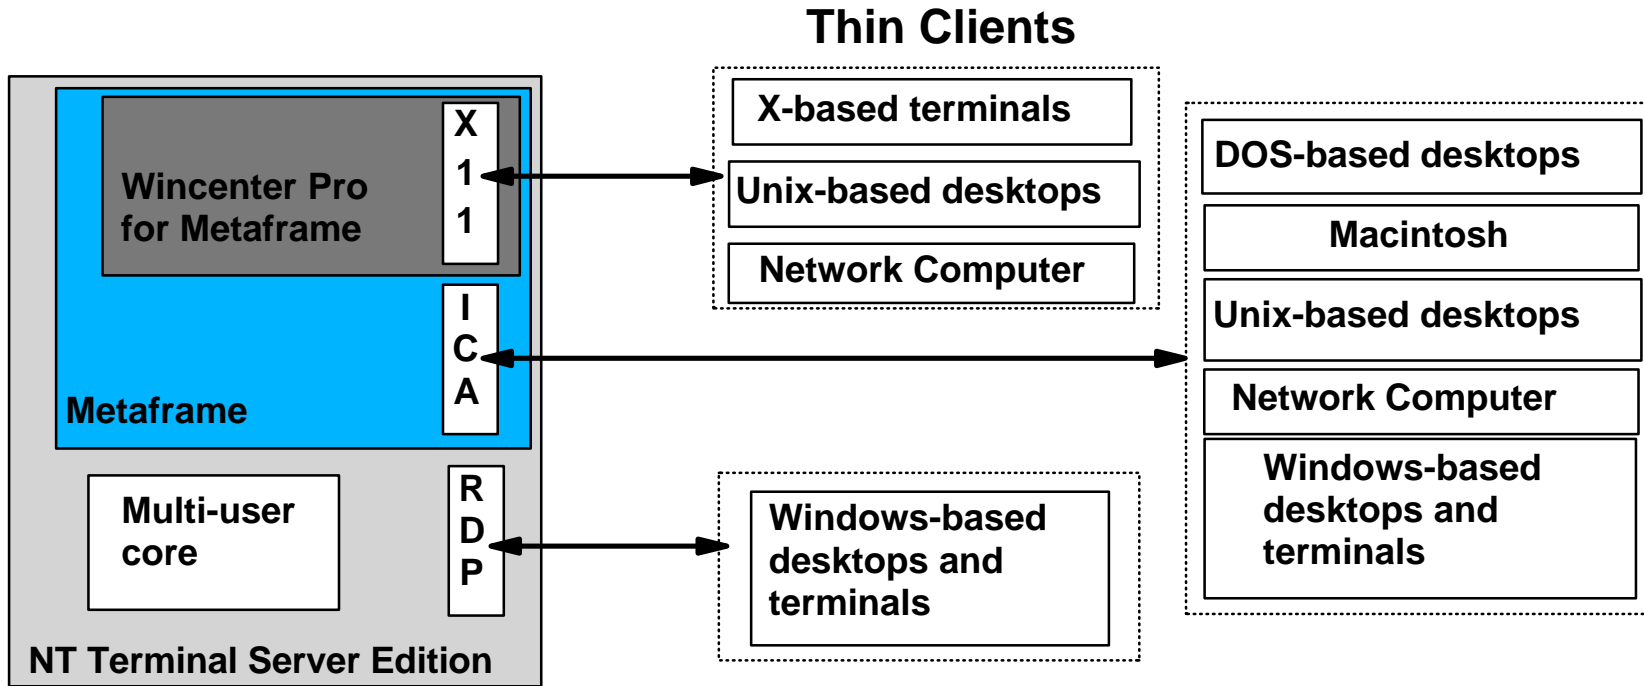 Thin Clients
Wincenter Pro
for Metaframe
X
1
1
Metaframe
I
C
A
Multi-user
core
R
D
P
NT Terminal Server Edition
X-based terminals
Unix-based desktops
Network Computer
Windows-based
desktops and
terminals
DOS-based desktops
Macintosh
Unix-based desktops
Network Computer
Windows-based
desktops and
terminals